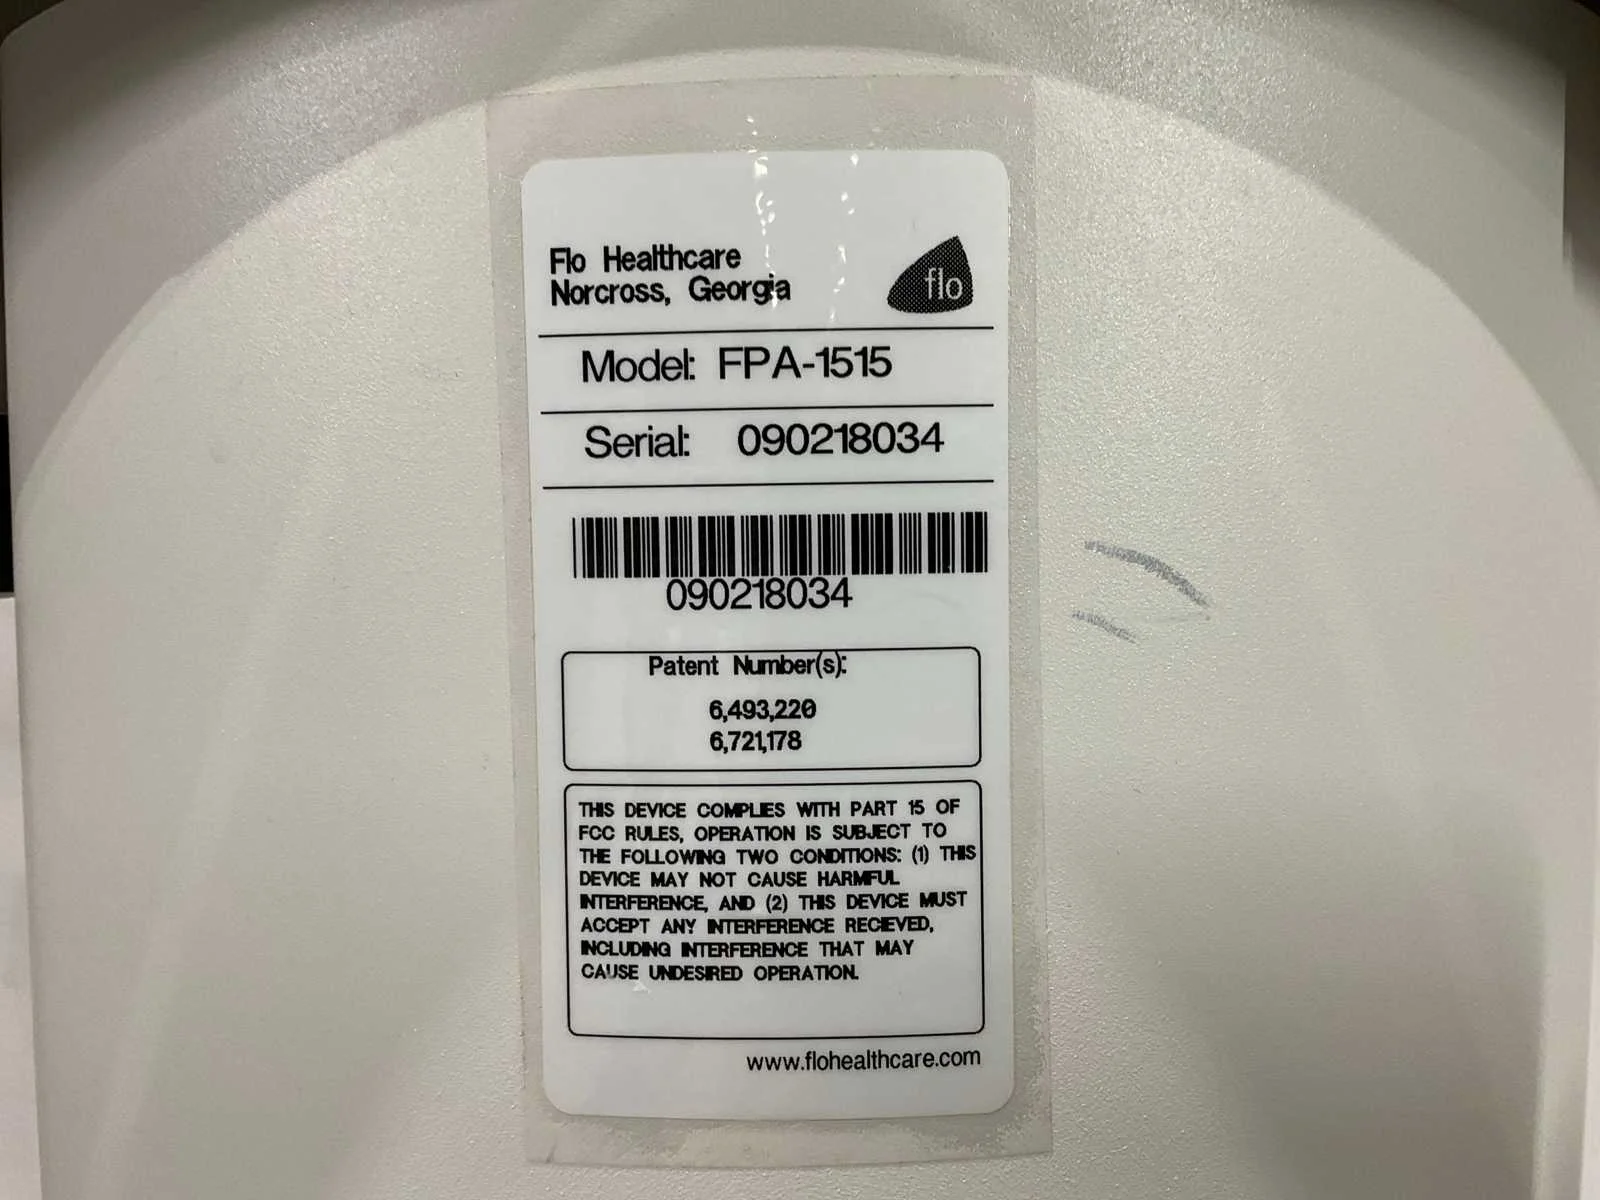 Flo Healthcare
Norcross, Georgia
flo
Model: FPA-1515
Serial: 090218034
090218034
Patent Number(s):
6,493,220
6,721,178
THIS DEVICE COMPLIES WITH PART 15 OF
FCC RULES, OPERATION IS SUBJECT TO
THE FOLLOWING TWO CONDITIONS: (1) THIS
DEVICE MAY NOT CAUSE HARMFUL
INTERFERENCE, AND (2) THIS DEVICE MUST
ACCEPT ANY INTERFERENCE RECIEVED,
INCLUDING INTERFERENCE THAT MAY
CAUSE UNDESIRED OPERATION.
www.flohealthcare.com